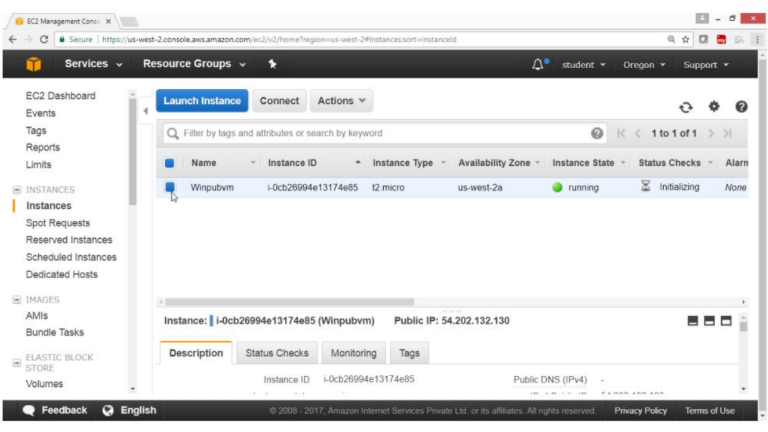 EC2 Management Consol
Secure https://us-west-2.console.aws.amazon.com/ec2/v2/home?region=us-west-2#Instances:sort=instanceId
Services Resource Groups student Oregon Support
EC2 Dashboard
Events
Tags
Reports
Limits
INSTANCES
Instances
Spot Requests
Reserved Instances
Scheduled Instances
Dedicated Hosts
IMAGES
AMIs
Bundle Tasks
ELASTIC BLOCK
STORE
Volumes
Launch Instance Connect Actions
Filter by tags and attributes or search by keyword 1 to 1 of 1
Name Instance ID Instance Type Availability Zone Instance State Status Checks Alarm
Winpubvm i-0cb26994e13174e85 t2.micro us-west-2a running Initializing None
Instance: i-0cb26994e13174e85 (Winpubvm) Public IP: 54.202.132.130
Description Status Checks Monitoring Tags
Instance ID i-0cb26994e13174e85 Public DNS (IPv4) -
Feedback English © 2008 - 2017, Amazon Internet Services Private Ltd. or its affiliates. All rights reserved. Privacy Policy Terms of Use